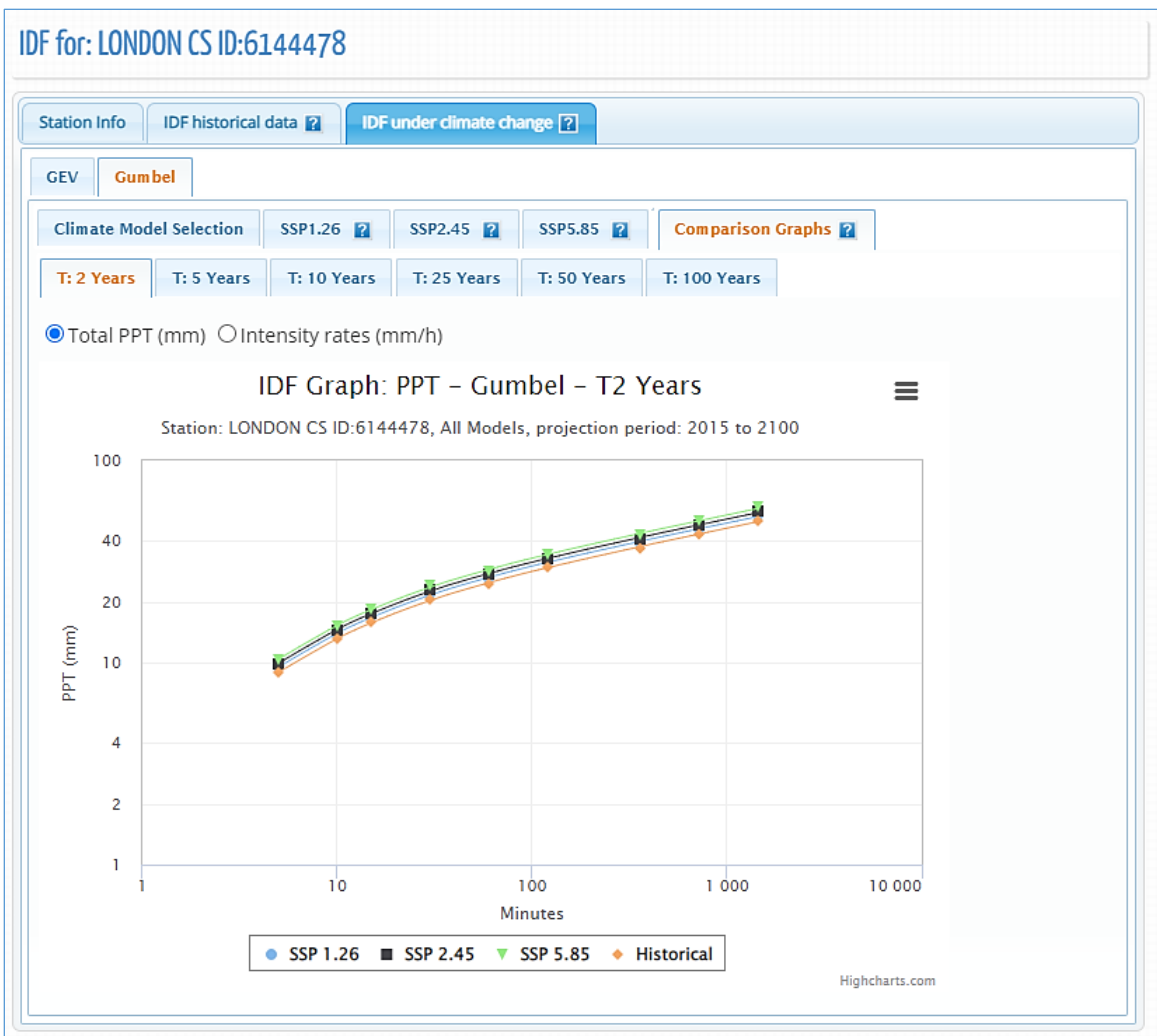 IDF for: LONDON CS ID:6144478
Station Info IDF historical data ? IDF under climate change ?
GEV Gumbel
Climate Model Selection SSP1.26 ? SSP2.45 ? SSP5.85 ? Comparison Graphs ?
T: 2 Years T: 5 Years T: 10 Years T: 25 Years T: 50 Years T: 100 Years
Total PPT (mm) Intensity rates (mm/h)
IDF Graph: PPT – Gumbel – T2 Years
Station: LONDON CS ID:6144478, All Models, projection period: 2015 to 2100
PPT (mm)
100
40
20
10
4
2
1
1 10 100 1 000 10 000
Minutes
SSP 1.26 SSP 2.45 SSP 5.85 Historical
Highcharts.com